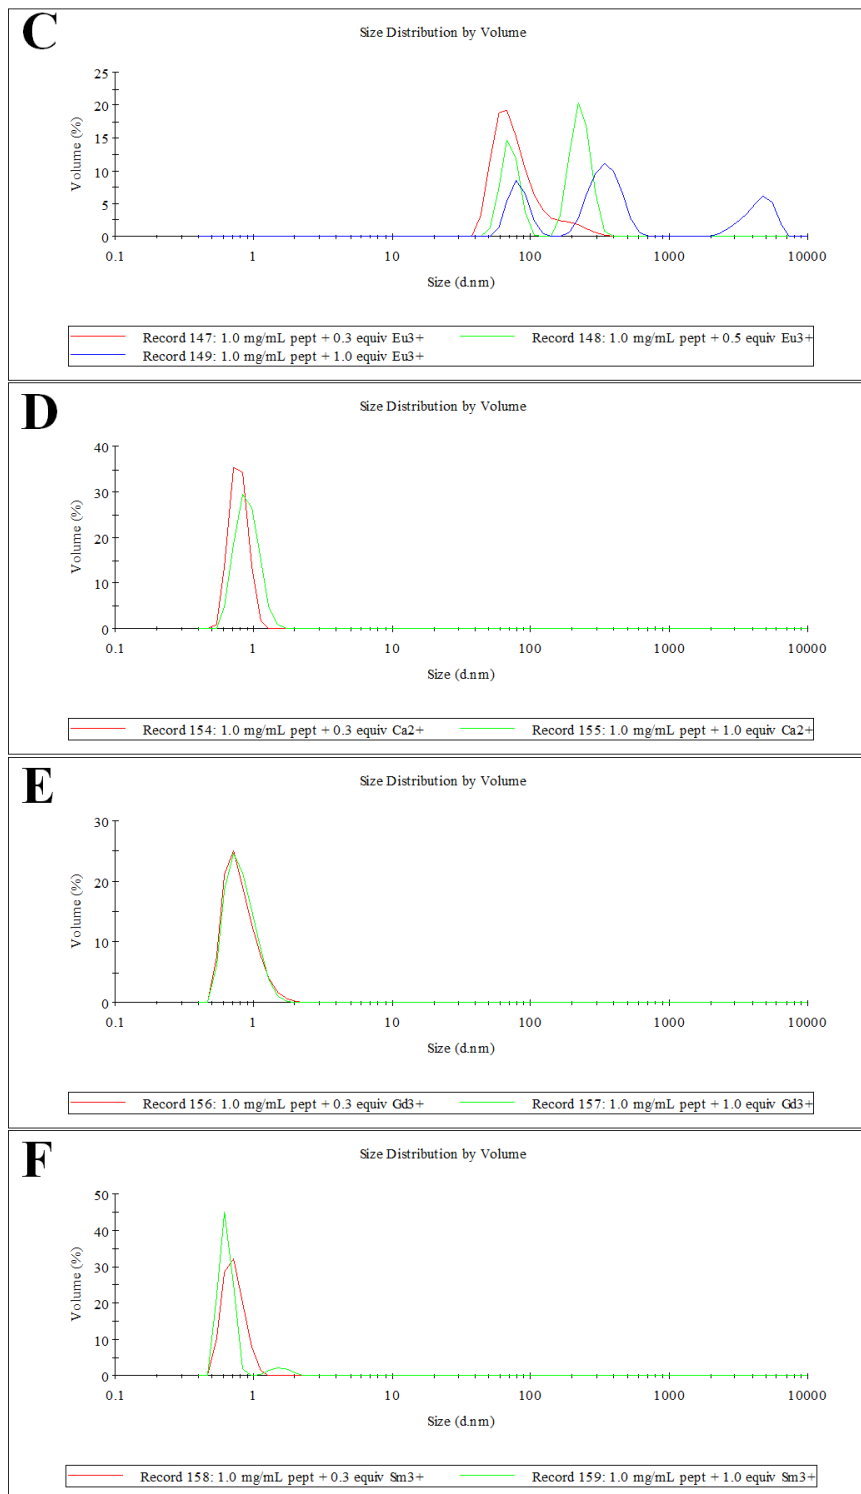 C
Size Distribution by Volume
25
20
15
10
5
0
Volume (%)
0.1 1 10 100 1000 10000
Size (d.nm)
Record 147: 1.0 mg/mL pept + 0.3 equiv Eu3+ Record 148: 1.0 mg/mL pept + 0.5 equiv Eu3+
Record 149: 1.0 mg/mL pept + 1.0 equiv Eu3+
D
Size Distribution by Volume
40
30
20
10
0
Volume (%)
0.1 1 10 100 1000 10000
Size (d.nm)
Record 154: 1.0 mg/mL pept + 0.3 equiv Ca2+ Record 155: 1.0 mg/mL pept + 1.0 equiv Ca2+
E
Size Distribution by Volume
30
20
10
0
Volume (%)
0.1 1 10 100 1000 10000
Size (d.nm)
Record 156: 1.0 mg/mL pept + 0.3 equiv Gd3+ Record 157: 1.0 mg/mL pept + 1.0 equiv Gd3+
F
Size Distribution by Volume
50
40
30
20
10
0
Volume (%)
0.1 1 10 100 1000 10000
Size (d.nm)
Record 158: 1.0 mg/mL pept + 0.3 equiv Sm3+ Record 159: 1.0 mg/mL pept + 1.0 equiv Sm3+